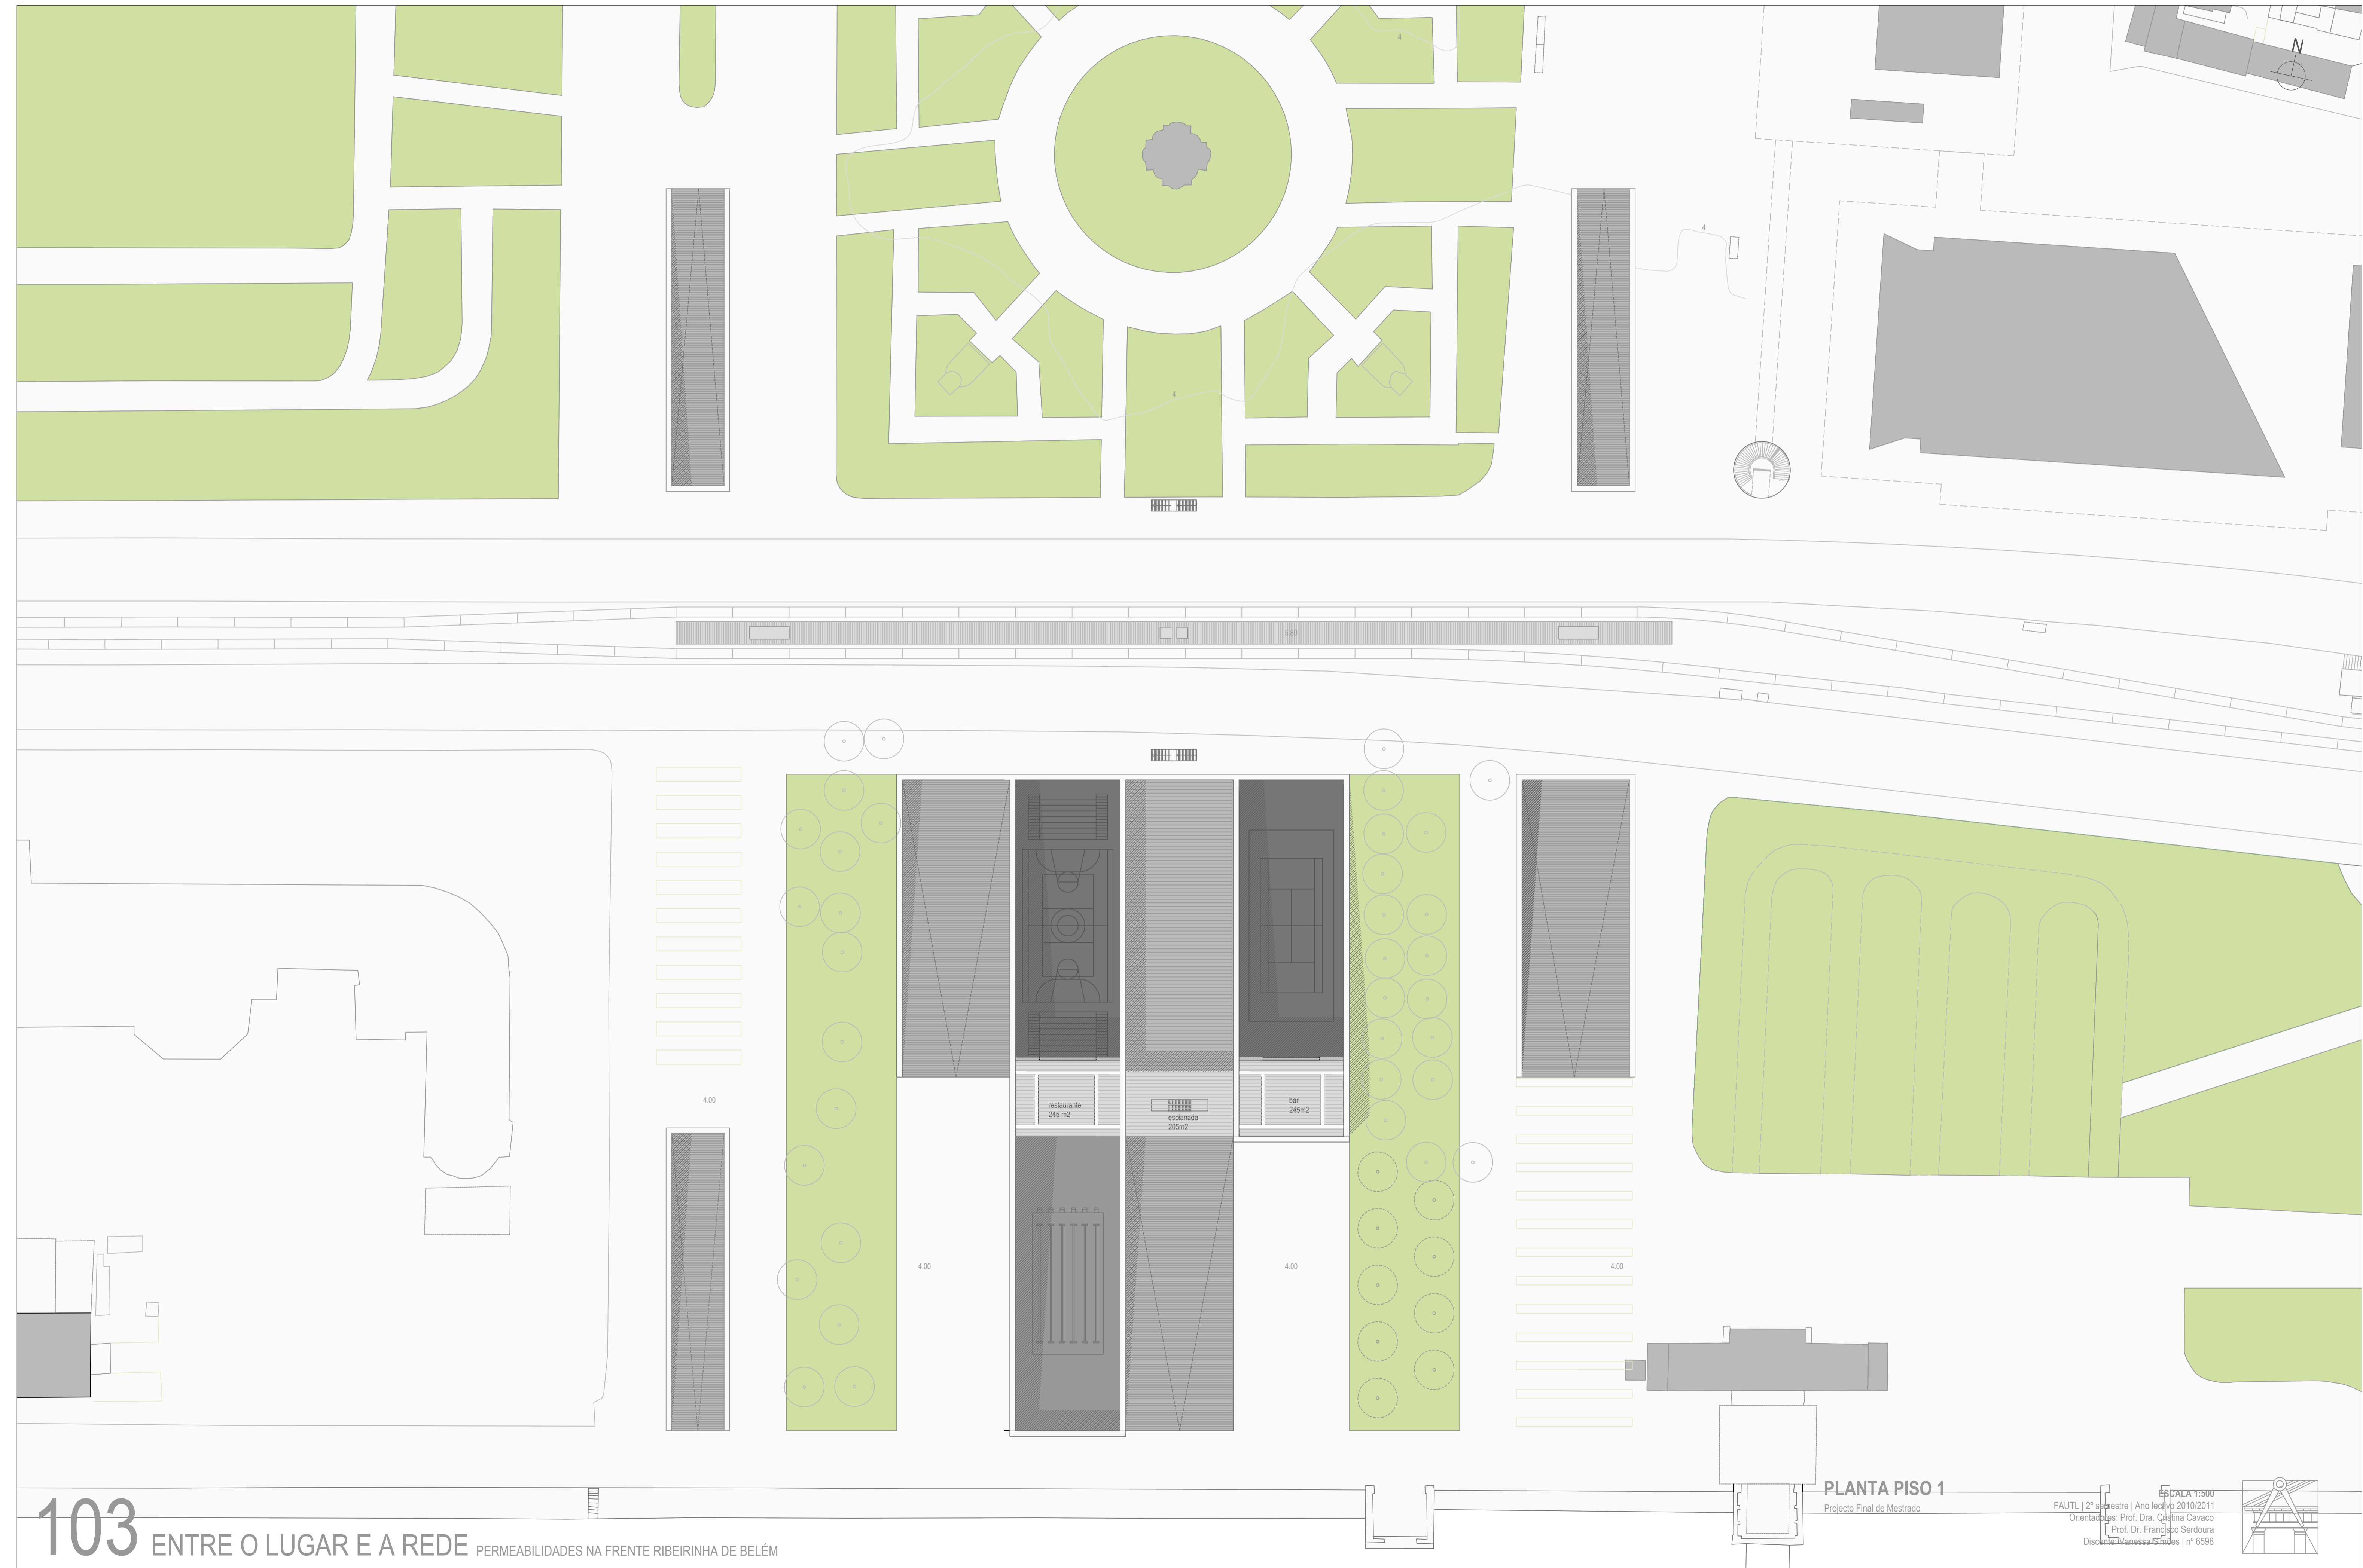 4
N
4
4
5.80
4.00
restaurante
245 m2
esplanada
205m2
bar
245m2
4.00
4.00
4.00
PLANTA PISO 1
Projecto Final de Mestrado
ESCALA 1:500
FAUTL | 2º semestre | Ano lectivo 2010/2011
Orientadores: Prof. Dra. Cristina Cavaco
Prof. Dr. Francisco Serdoura
Discente: Vanessa Simões | nº 6598
103 ENTRE O LUGAR E A REDE PERMEABILIDADES NA FRENTE RIBEIRINHA DE BELÉM